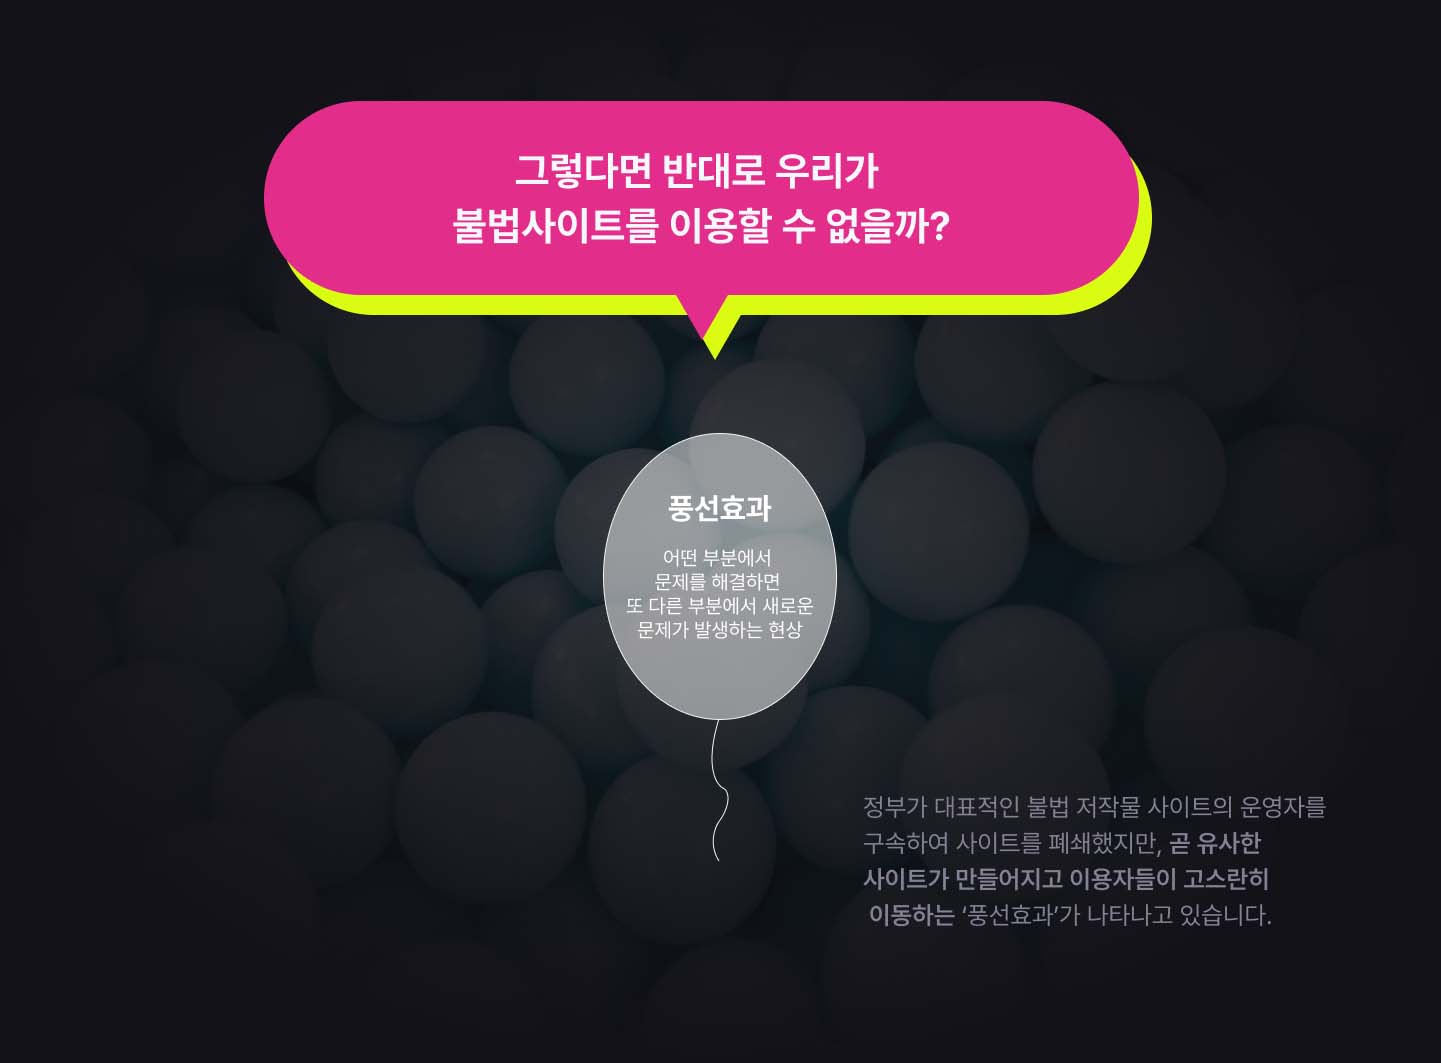 그렇다면 반대로 우리가
불법사이트를 이용할 수 없을까?
풍선효과
어떤 부분에서
문제를 해결하면
또 다른 부분에서 새로운
문제가 발생하는 현상
정부가 대표적인 불법 저작물 사이트의 운영자를
구속하여 사이트를 폐쇄했지만, 곧 유사한
사이트가 만들어지고 이용자들이 고스란히
이동하는 ‘풍선효과’가 나타나고 있습니다.